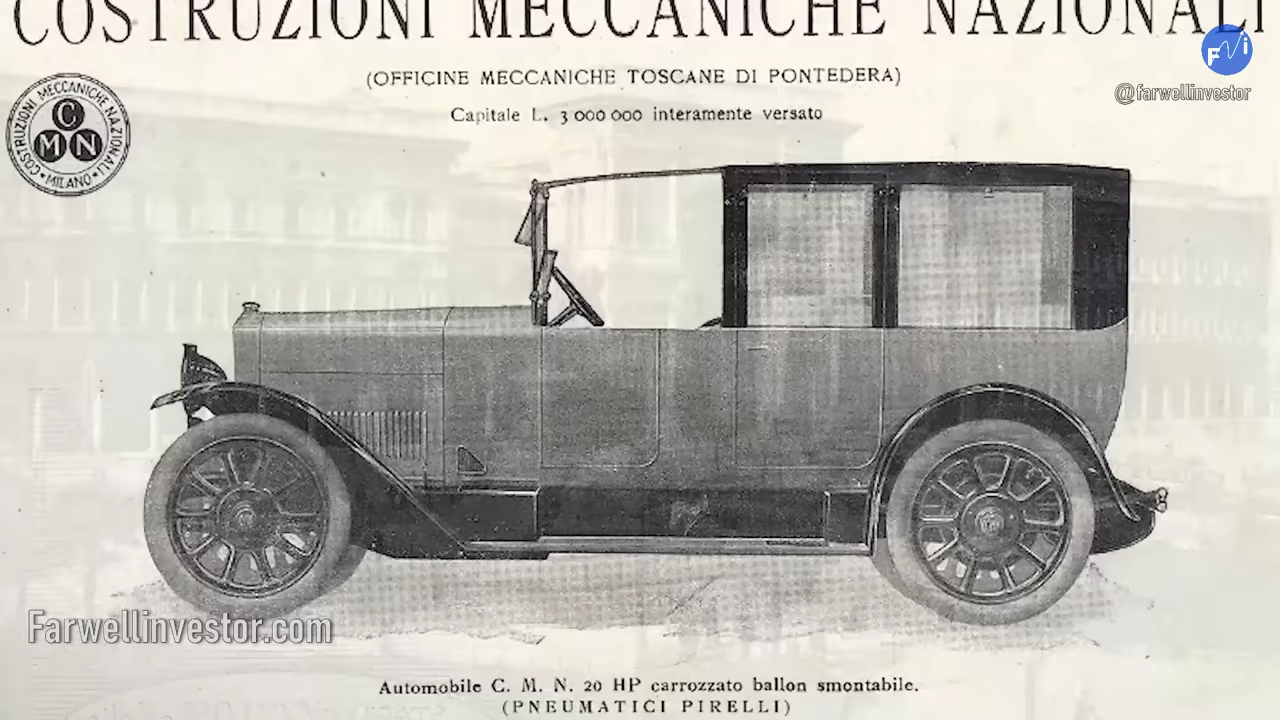 COSTRUZIONI MECCANICHE NAZIONALI
FNi
(OFFICINE MECCANICHE TOSCANE DI PONTEDERA)
@farwellinvestor
Capitale L. 3 000 000 interamente versato
COSTRUZIONI MECCANICHE NAZIONALI
C
M N
• MILANO •
Farwellinvestor.com
Automobile C. M. N. 20 HP carrozzato ballon smontabile.
(PNEUMATICI PIRELLI)